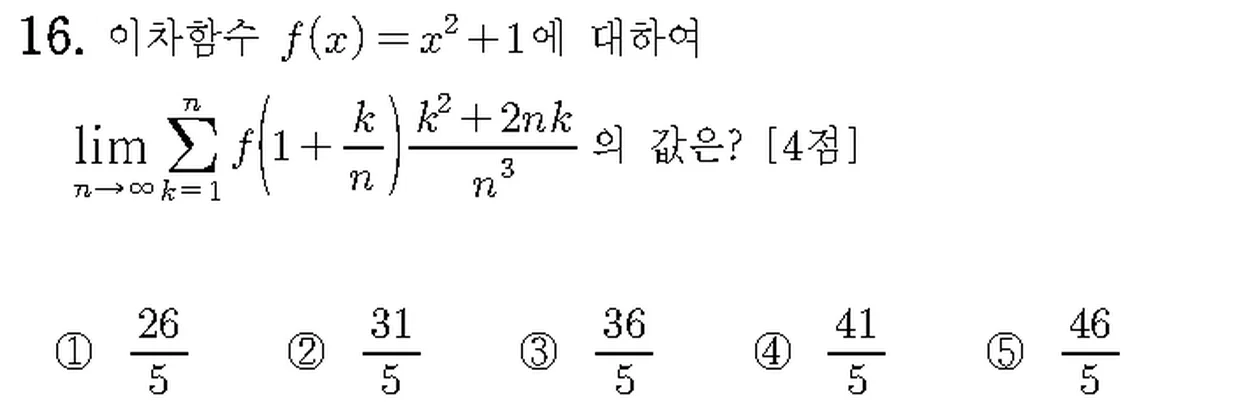 16. 이차함수 f(x)=x²+1에 대하여
lim_{n→∞} ∑_{k=1}^{n} f(1+k/n) (k²+2nk)/n³ 의 값은? [4점]
① 26/5 ② 31/5 ③ 36/5 ④ 41/5 ⑤ 46/5